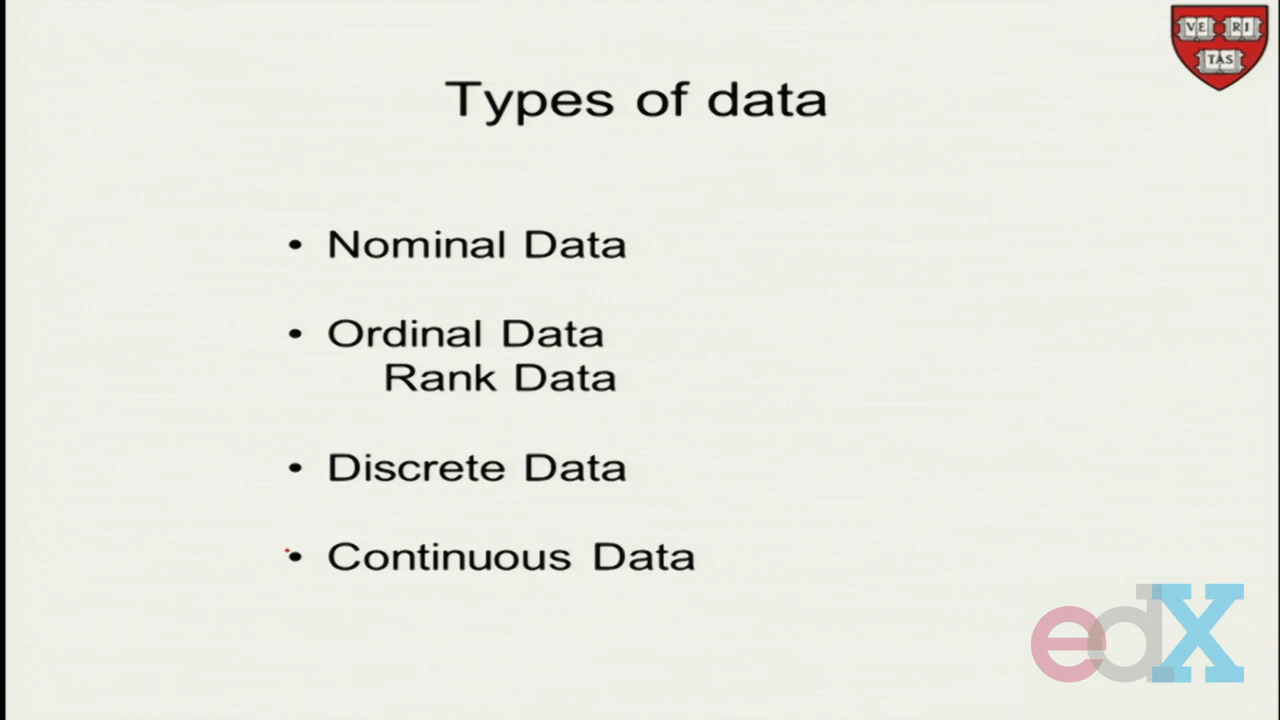 VE RI
TAS
Types of data
• Nominal Data
• Ordinal Data
Rank Data
• Discrete Data
• Continuous Data
edX